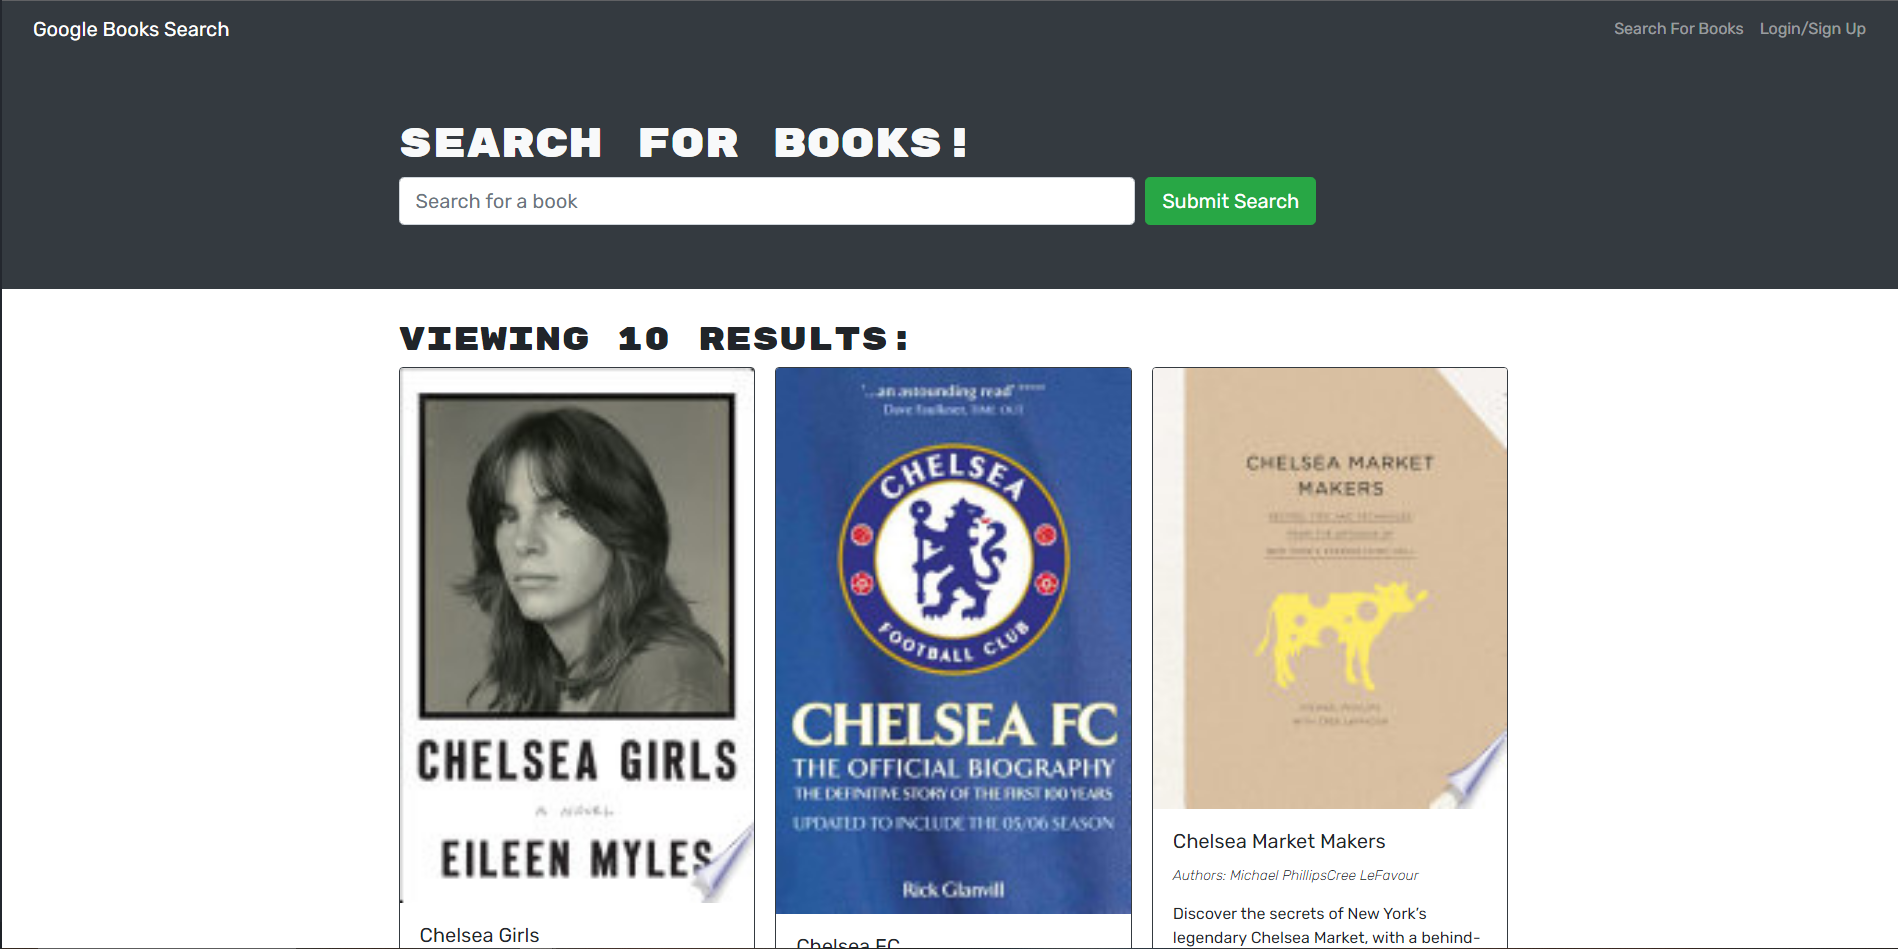 Google Books Search
Search For Books
Login/Sign Up
SEARCH FOR BOOKS!
Search for a book
Submit Search
VIEWING 10 RESULTS:
CHELSEA GIRLS
A NOVEL
EILEEN MYLES
Chelsea Girls
'...an astounding read'
Dave Faulkner, TIME OUT
CHELSEA
FOOTBALL CLUB
CHELSEA FC
THE OFFICIAL BIOGRAPHY
THE DEFINITIVE STORY OF THE FIRST 100 YEARS
UPDATED TO INCLUDE THE 05/06 SEASON
Rick Glanvill
Chelsea FC
CHELSEA MARKET
MAKERS
Chelsea Market Makers
Authors: Michael PhillipsCree LeFavour
Discover the secrets of New York's
legendary Chelsea Market, with a behind-